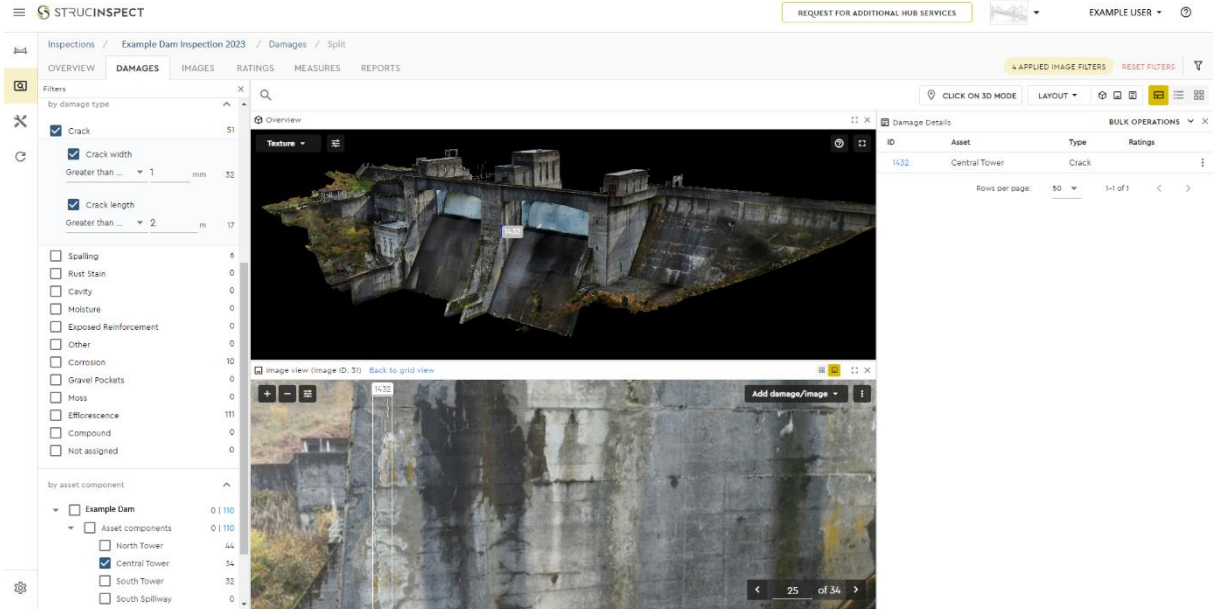 STRUCINSPECT
REQUEST FOR ADDITIONAL HUB SERVICES
EXAMPLE USER
Inspections / Example Dam Inspection 2023 / Damages / Split
OVERVIEW DAMAGES IMAGES RATINGS MEASURES REPORTS
4 APPLIED IMAGE FILTERS RESET FILTERS
Filters
by damage type
CLICK ON 3D MODE LAYOUT
Crack 51
Crack width
Greater than ... 1 mm 32
Crack length
Greater than ... 2 m 17
Spalling 6
Rust Stain 0
Cavity 0
Moisture 0
Exposed Reinforcement 0
Other 0
Corrosion 10
Gravel Pockets 0
Moss 0
Efflorescence 111
Compound 0
Not assigned 0
by asset component
Example Dam 0 | 110
Asset components 0 | 110
North Tower 44
Central Tower 34
South Tower 32
South Spillway 0
Overview
Texture
1432
Image view (Image ID: 31) Back to grid view
1432
Add damage/image
25 of 34
Damage Details BULK OPERATIONS
ID Asset Type Ratings
1432 Central Tower Crack
Rows per page: 50 1-1 of 1